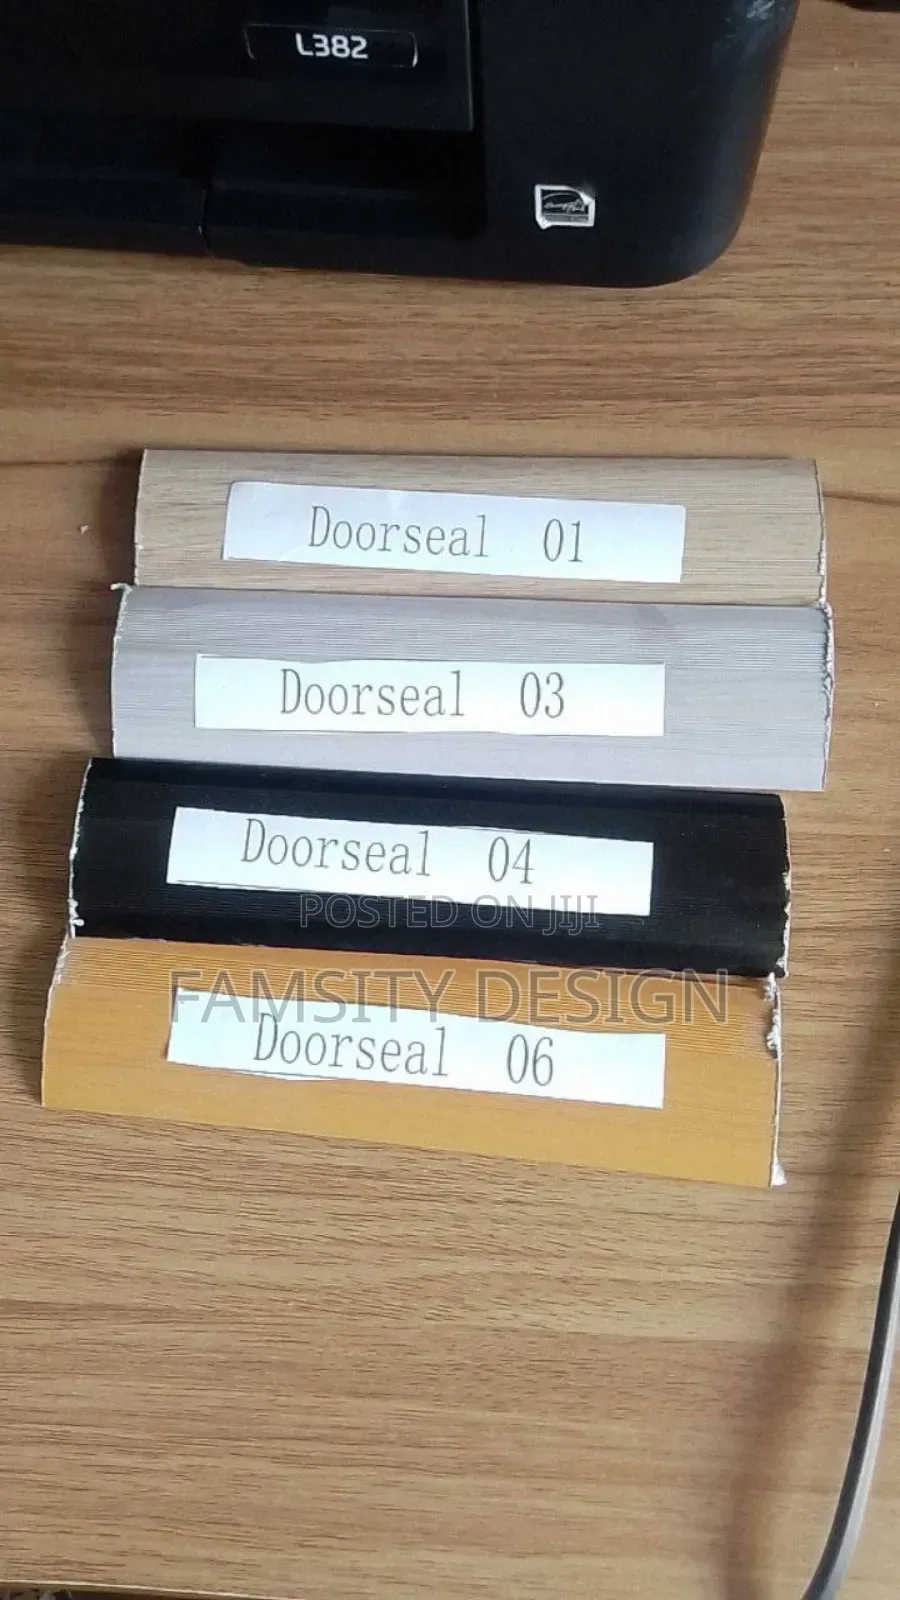 L382
Doorseal 01
Doorseal 03
Doorseal 04
POSTED ON JIJI
FAMSITY DESIGN
Doorseal 06